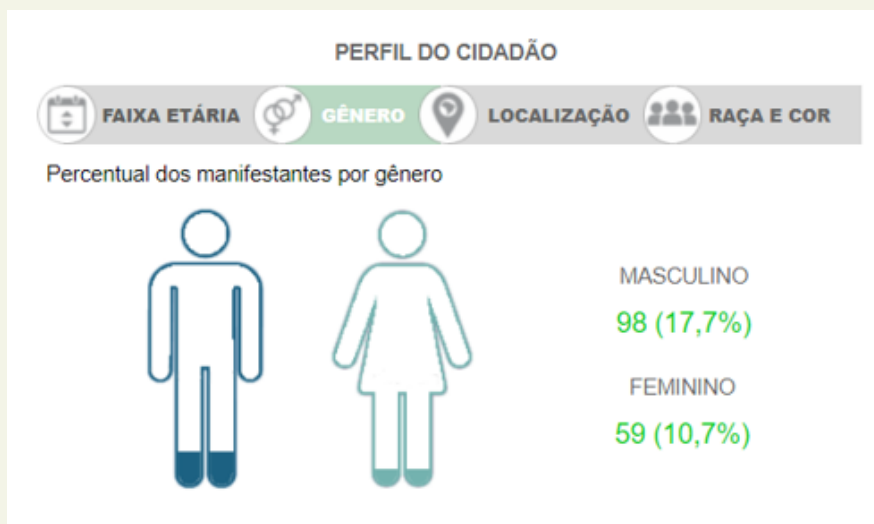 PERFIL DO CIDADÃO
FAIXA ETÁRIA GÊNERO LOCALIZAÇÃO RAÇA E COR
Percentual dos manifestantes por gênero
MASCULINO
98 (17,7%)
FEMININO
59 (10,7%)